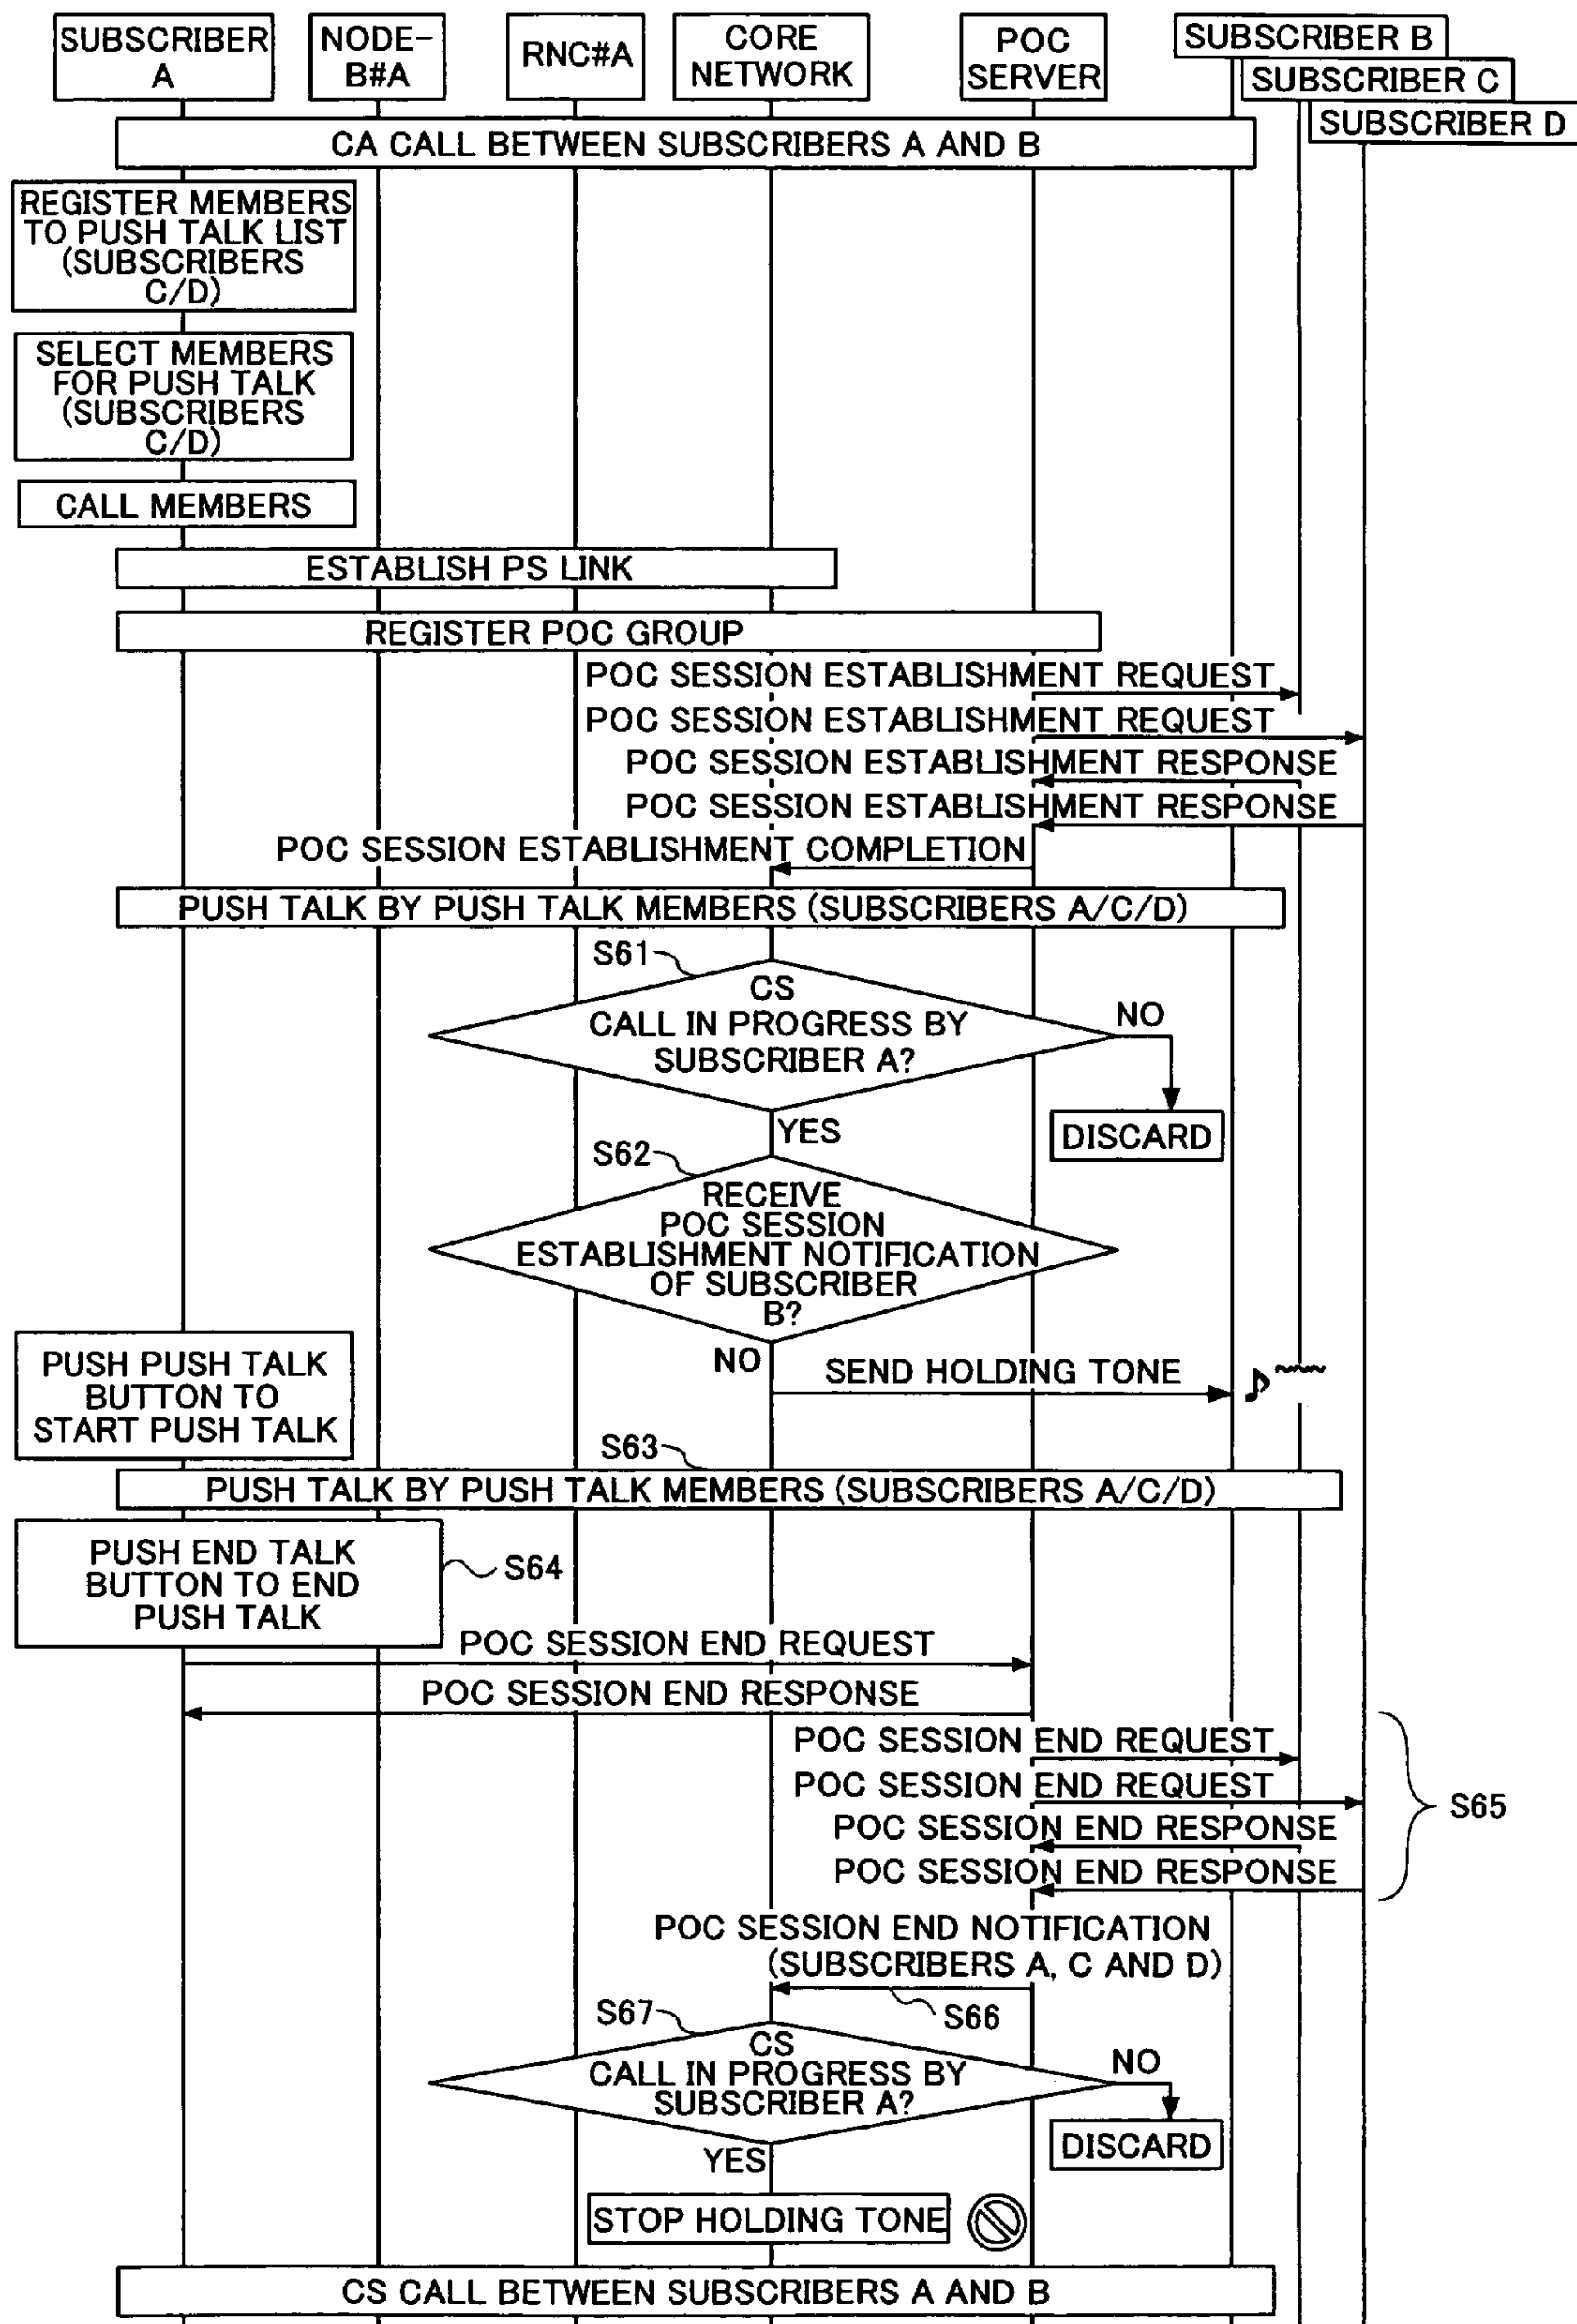 SUBSCRIBER
A
NODE-
B#A
RNC#A
CORE
NETWORK
POC
SERVER
SUBSCRIBER B
SUBSCRIBER C
SUBSCRIBER D
CA CALL BETWEEN SUBSCRIBERS A AND B
REGISTER MEMBERS
TO PUSH TALK LIST
(SUBSCRIBERS
C/D)
SELECT MEMBERS
FOR PUSH TALK
(SUBSCRIBERS
C/D)
CALL MEMBERS
ESTABLISH PS LINK
REGISTER POC GROUP
POC SESSION ESTABLISHMENT REQUEST
POC SESSION ESTABLISHMENT REQUEST
POC SESSION ESTABLISHMENT RESPONSE
POC SESSION ESTABLISHMENT RESPONSE
POC SESSION ESTABLISHMENT COMPLETION
PUSH TALK BY PUSH TALK MEMBERS (SUBSCRIBERS A/C/D)
S61
CS
CALL IN PROGRESS BY
SUBSCRIBER A?
NO
DISCARD
YES
S62
RECEIVE
POC SESSION
ESTABLISHMENT NOTIFICATION
OF SUBSCRIBER
B?
NO
SEND HOLDING TONE
PUSH PUSH TALK
BUTTON TO
START PUSH TALK
S63
PUSH TALK BY PUSH TALK MEMBERS (SUBSCRIBERS A/C/D)
PUSH END TALK
BUTTON TO END
PUSH TALK
S64
POC SESSION END REQUEST
POC SESSION END RESPONSE
POC SESSION END REQUEST
POC SESSION END REQUEST
POC SESSION END RESPONSE
POC SESSION END RESPONSE
S65
POC SESSION END NOTIFICATION
(SUBSCRIBERS A, C AND D)
S66
S67
CS
CALL IN PROGRESS BY
SUBSCRIBER A?
NO
DISCARD
YES
STOP HOLDING TONE
CS CALL BETWEEN SUBSCRIBERS A AND B